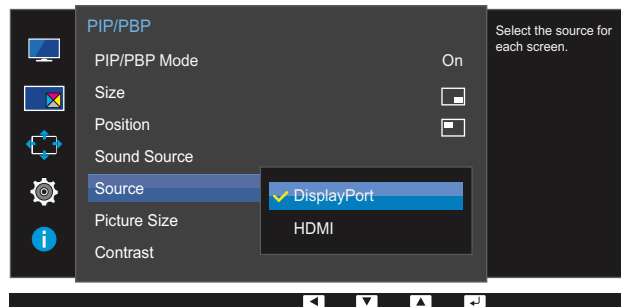 PIP/PBP
Select the source for
each screen.
PIP/PBP Mode On
Size
Position
Sound Source
Source
DisplayPort
HDMI
Picture Size
Contrast